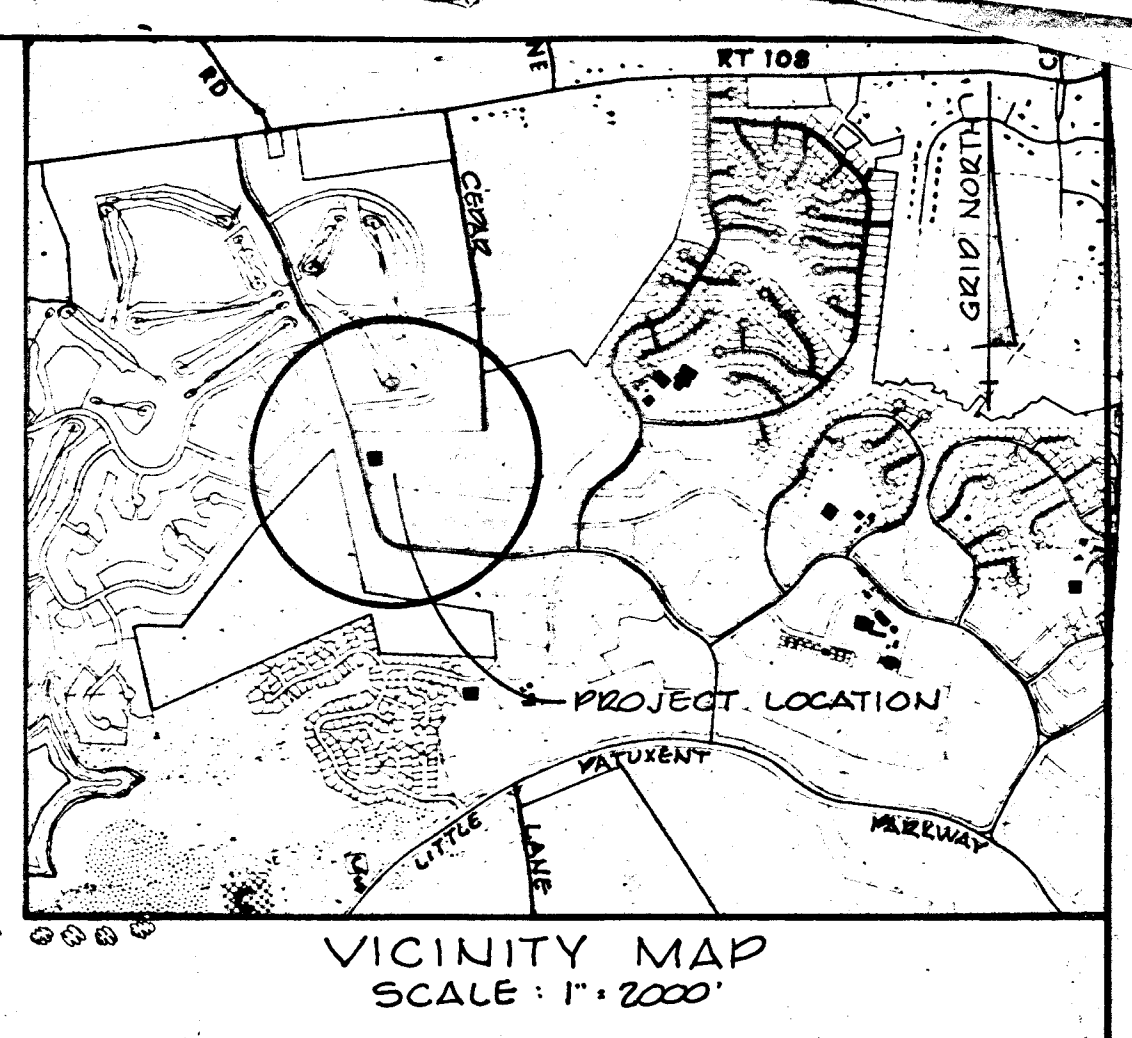 RD
NE
RT 108
CEDAR
GRID NORTH
PROJECT LOCATION
PATUXENT
LITTLE
LANE
PARKWAY
VICINITY MAP
SCALE : 1" = 2000'